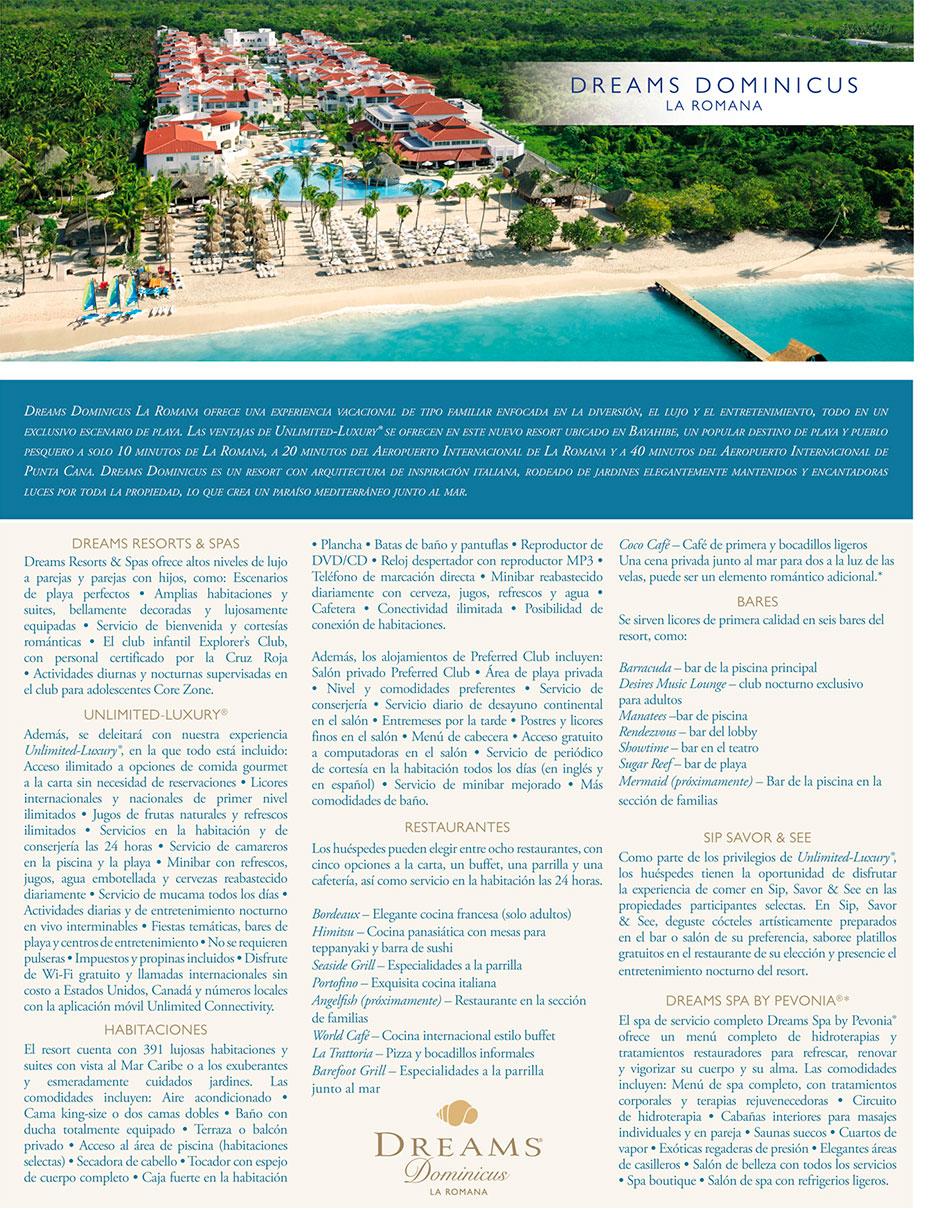 DREAMS DOMINICUS
LA ROMANA
Dreams Dominicus La Romana ofrece una experiencia vacacional de tipo familiar enfocada en la diversión, el lujo y el entretenimiento, todo en un
exclusivo escenario de playa. Las ventajas de Unlimited-Luxury® se ofrecen en este nuevo resort ubicado en Bayahibe, un popular destino de playa y pueblo
pesquero a solo 10 minutos de La Romana, a 20 minutos del Aeropuerto Internacional de La Romana y a 40 minutos del Aeropuerto Internacional de
Punta Cana. Dreams Dominicus es un resort con arquitectura de inspiración italiana, rodeado de jardines elegantemente mantenidos y encantadoras
luces por toda la propiedad, lo que crea un paraíso mediterráneo junto al mar.
DREAMS RESORTS & SPAS
Dreams Resorts & Spas ofrece altos niveles de lujo
a parejas y parejas con hijos, como: Escenarios
de playa perfectos • Amplias habitaciones y
suites, bellamente decoradas y lujosamente
equipadas • Servicio de bienvenida y cortesías
románticas • El club infantil Explorer's Club,
con personal certificado por la Cruz Roja
• Actividades diurnas y nocturnas supervisadas en
el club para adolescentes Core Zone.
UNLIMITED-LUXURY®
Además, se deleitará con nuestra experiencia
Unlimited-Luxury®, en la que todo está incluido:
Acceso ilimitado a opciones de comida gourmet
a la carta sin necesidad de reservaciones • Licores
internacionales y nacionales de primer nivel
ilimitados • Jugos de frutas naturales y refrescos
ilimitados • Servicios en la habitación y de
conserjería las 24 horas • Servicio de camareros
en la piscina y la playa • Minibar con refrescos,
jugos, agua embotellada y cervezas reabastecido
diariamente • Servicio de mucama todos los días •
Actividades diarias y de entretenimiento nocturno
en vivo interminables • Fiestas temáticas, bares de
playa y centros de entretenimiento • No se requieren
pulseras • Impuestos y propinas incluidos • Disfrute
de Wi-Fi gratuito y llamadas internacionales sin
costo a Estados Unidos, Canadá y números locales
con la aplicación móvil Unlimited Connectivity.
HABITACIONES
El resort cuenta con 391 lujosas habitaciones y
suites con vista al Mar Caribe o a los exuberantes
y esmeradamente cuidados jardines. Las
comodidades incluyen: Aire acondicionado •
Cama king-size o dos camas dobles • Baño con
ducha totalmente equipado • Terraza o balcón
privado • Acceso al área de piscina (habitaciones
selectas) • Secadora de cabello • Tocador con espejo
de cuerpo completo • Caja fuerte en la habitación
• Plancha • Batas de baño y pantuflas • Reproductor de
DVD/CD • Reloj despertador con reproductor MP3 •
Teléfono de marcación directa • Minibar reabastecido
diariamente con cerveza, jugos, refrescos y agua •
Cafetera • Conectividad ilimitada • Posibilidad de
conexión de habitaciones.
Además, los alojamientos de Preferred Club incluyen:
Salón privado Preferred Club • Área de playa privada
• Nivel y comodidades preferentes • Servicio de
conserjería • Servicio diario de desayuno continental
en el salón • Entremeses por la tarde • Postres y licores
finos en el salón • Menú de cabecera • Acceso gratuito
a computadoras en el salón • Servicio de periódico
de cortesía en la habitación todos los días (en inglés y
en español) • Servicio de minibar mejorado • Más
comodidades de baño.
RESTAURANTES
Los huéspedes pueden elegir entre ocho restaurantes, con
cinco opciones a la carta, un buffet, una parrilla y una
cafetería, así como servicio en la habitación las 24 horas.
Bordeaux – Elegante cocina francesa (solo adultos)
Himitsu – Cocina panasiática con mesas para
teppanyaki y barra de sushi
Seaside Grill – Especialidades a la parrilla
Portofino – Exquisita cocina italiana
Angelfish (próximamente) – Restaurante en la sección
de familias
World Café – Cocina internacional estilo buffet
La Trattoria – Pizza y bocadillos informales
Barefoot Grill – Especialidades a la parrilla
junto al mar
DREAMS®
Dominicus
LA ROMANA
Coco Café – Café de primera y bocadillos ligeros
Una cena privada junto al mar para dos a la luz de las
velas, puede ser un elemento romántico adicional.*
BARES
Se sirven licores de primera calidad en seis bares del
resort, como:
Barracuda – bar de la piscina principal
Desires Music Lounge – club nocturno exclusivo
para adultos
Manatees –bar de piscina
Rendezvous – bar del lobby
Showtime – bar en el teatro
Sugar Reef – bar de playa
Mermaid (próximamente) – Bar de la piscina en la
sección de familias
SIP SAVOR & SEE
Como parte de los privilegios de Unlimited-Luxury®,
los huéspedes tienen la oportunidad de disfrutar
la experiencia de comer en Sip, Savor & See en las
propiedades participantes selectas. En Sip, Savor
& See, deguste cócteles artísticamente preparados
en el bar o salón de su preferencia, saboree platillos
gratuitos en el restaurante de su elección y presencie el
entretenimiento nocturno del resort.
DREAMS SPA BY PEVONIA®*
El spa de servicio completo Dreams Spa by Pevonia®
ofrece un menú completo de hidroterapias y
tratamientos restauradores para refrescar, renovar
y vigorizar su cuerpo y su alma. Las comodidades
incluyen: Menú de spa completo, con tratamientos
corporales y terapias rejuvenecedoras • Circuito
de hidroterapia • Cabañas interiores para masajes
individuales y en pareja • Saunas suecos • Cuartos de
vapor • Exóticas regaderas de presión • Elegantes áreas
de casilleros • Salón de belleza con todos los servicios
• Spa boutique • Salón de spa con refrigerios ligeros.